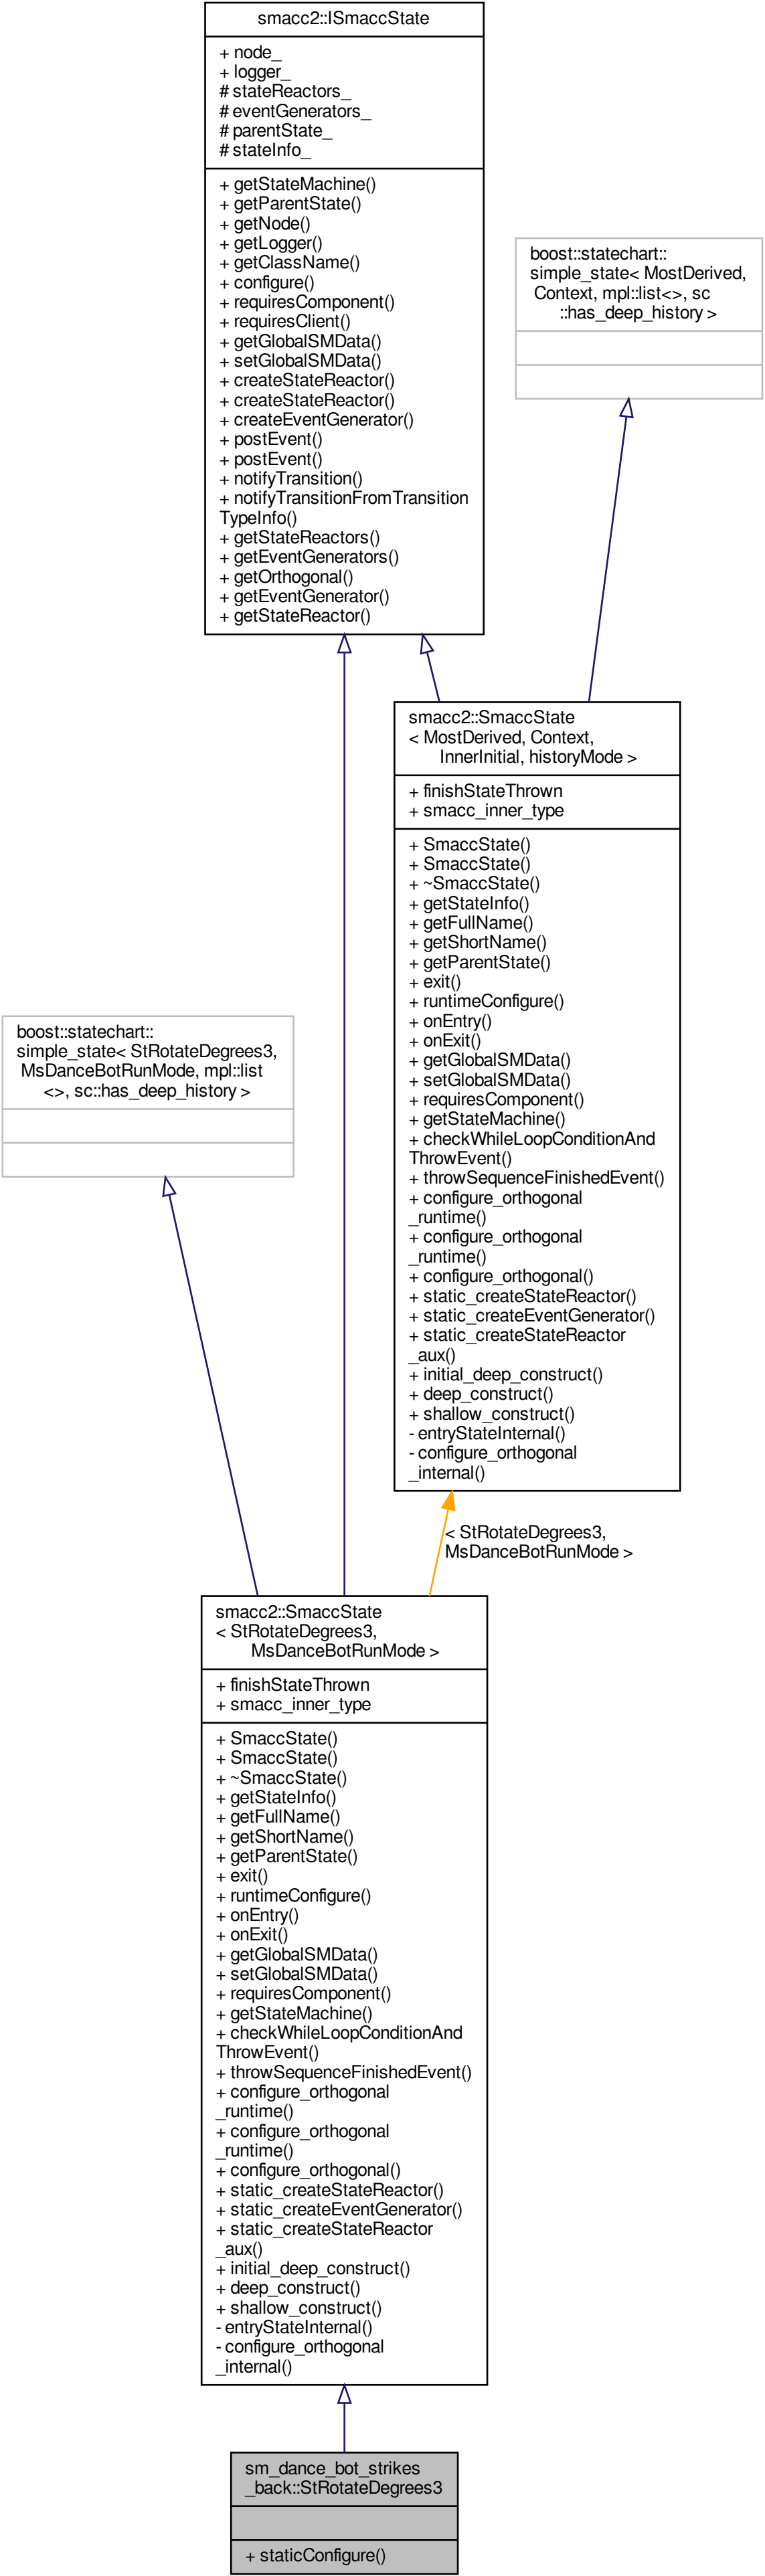 smacc2::ISmaccState
+ node_
+ logger_
# stateReactors_
# eventGenerators_
# parentState_
# stateInfo_
+ getStateMachine()
+ getParentState()
+ getNode()
+ getLogger()
+ getClassName()
+ configure()
+ requiresComponent()
+ requiresClient()
+ getGlobalSMData()
+ setGlobalSMData()
+ createStateReactor()
+ createStateReactor()
+ createEventGenerator()
+ postEvent()
+ postEvent()
+ notifyTransition()
+ notifyTransitionFromTransition
TypeInfo()
+ getStateReactors()
+ getEventGenerators()
+ getOrthogonal()
+ getEventGenerator()
+ getStateReactor()
boost::statechart::
simple_state< MostDerived,
Context, mpl::list<>, sc
::has_deep_history >
smacc2::SmaccState
< MostDerived, Context,
InnerInitial, historyMode >
+ finishStateThrown
+ smacc_inner_type
+ SmaccState()
+ SmaccState()
+ ~SmaccState()
+ getStateInfo()
+ getFullName()
+ getShortName()
+ getParentState()
+ exit()
+ runtimeConfigure()
+ onEntry()
+ onExit()
+ getGlobalSMData()
+ setGlobalSMData()
+ requiresComponent()
+ getStateMachine()
+ checkWhileLoopConditionAnd
ThrowEvent()
+ throwSequenceFinishedEvent()
+ configure_orthogonal
_runtime()
+ configure_orthogonal
_runtime()
+ configure_orthogonal()
+ static_createStateReactor()
+ static_createEventGenerator()
+ static_createStateReactor
_aux()
+ initial_deep_construct()
+ deep_construct()
+ shallow_construct()
- entryStateInternal()
- configure_orthogonal
_internal()
boost::statechart::
simple_state< StRotateDegrees3,
MsDanceBotRunMode, mpl::list
<>, sc::has_deep_history >
< StRotateDegrees3,
MsDanceBotRunMode >
smacc2::SmaccState
< StRotateDegrees3,
MsDanceBotRunMode >
+ finishStateThrown
+ smacc_inner_type
+ SmaccState()
+ SmaccState()
+ ~SmaccState()
+ getStateInfo()
+ getFullName()
+ getShortName()
+ getParentState()
+ exit()
+ runtimeConfigure()
+ onEntry()
+ onExit()
+ getGlobalSMData()
+ setGlobalSMData()
+ requiresComponent()
+ getStateMachine()
+ checkWhileLoopConditionAnd
ThrowEvent()
+ throwSequenceFinishedEvent()
+ configure_orthogonal
_runtime()
+ configure_orthogonal
_runtime()
+ configure_orthogonal()
+ static_createStateReactor()
+ static_createEventGenerator()
+ static_createStateReactor
_aux()
+ initial_deep_construct()
+ deep_construct()
+ shallow_construct()
- entryStateInternal()
- configure_orthogonal
_internal()
sm_dance_bot_strikes
_back::StRotateDegrees3
+ staticConfigure()